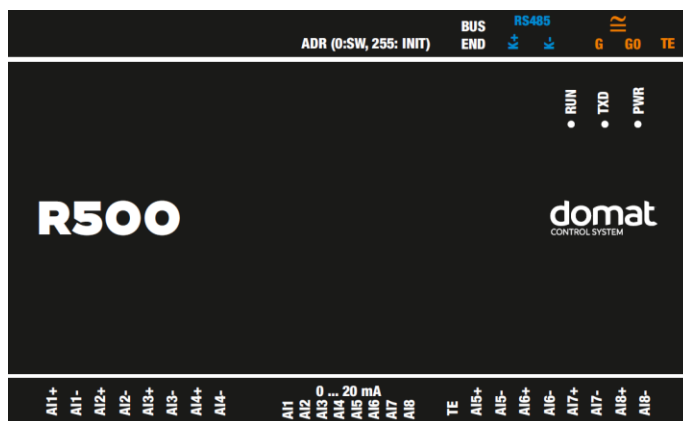 BUS RS485
ADR (0:SW, 255: INIT) END K+ K- G G0 TE
RUN TXD PWR
R500
domat
CONTROL SYSTEM
0 ... 20 mA
AI1+ AI1- AI2+ AI2- AI3+ AI3- AI4+ AI4- AI1 AI2 AI3 AI4 AI5 AI6 AI7 AI8 TE AI5+ AI5- AI6+ AI6- AI7+ AI7- AI8+ AI8-